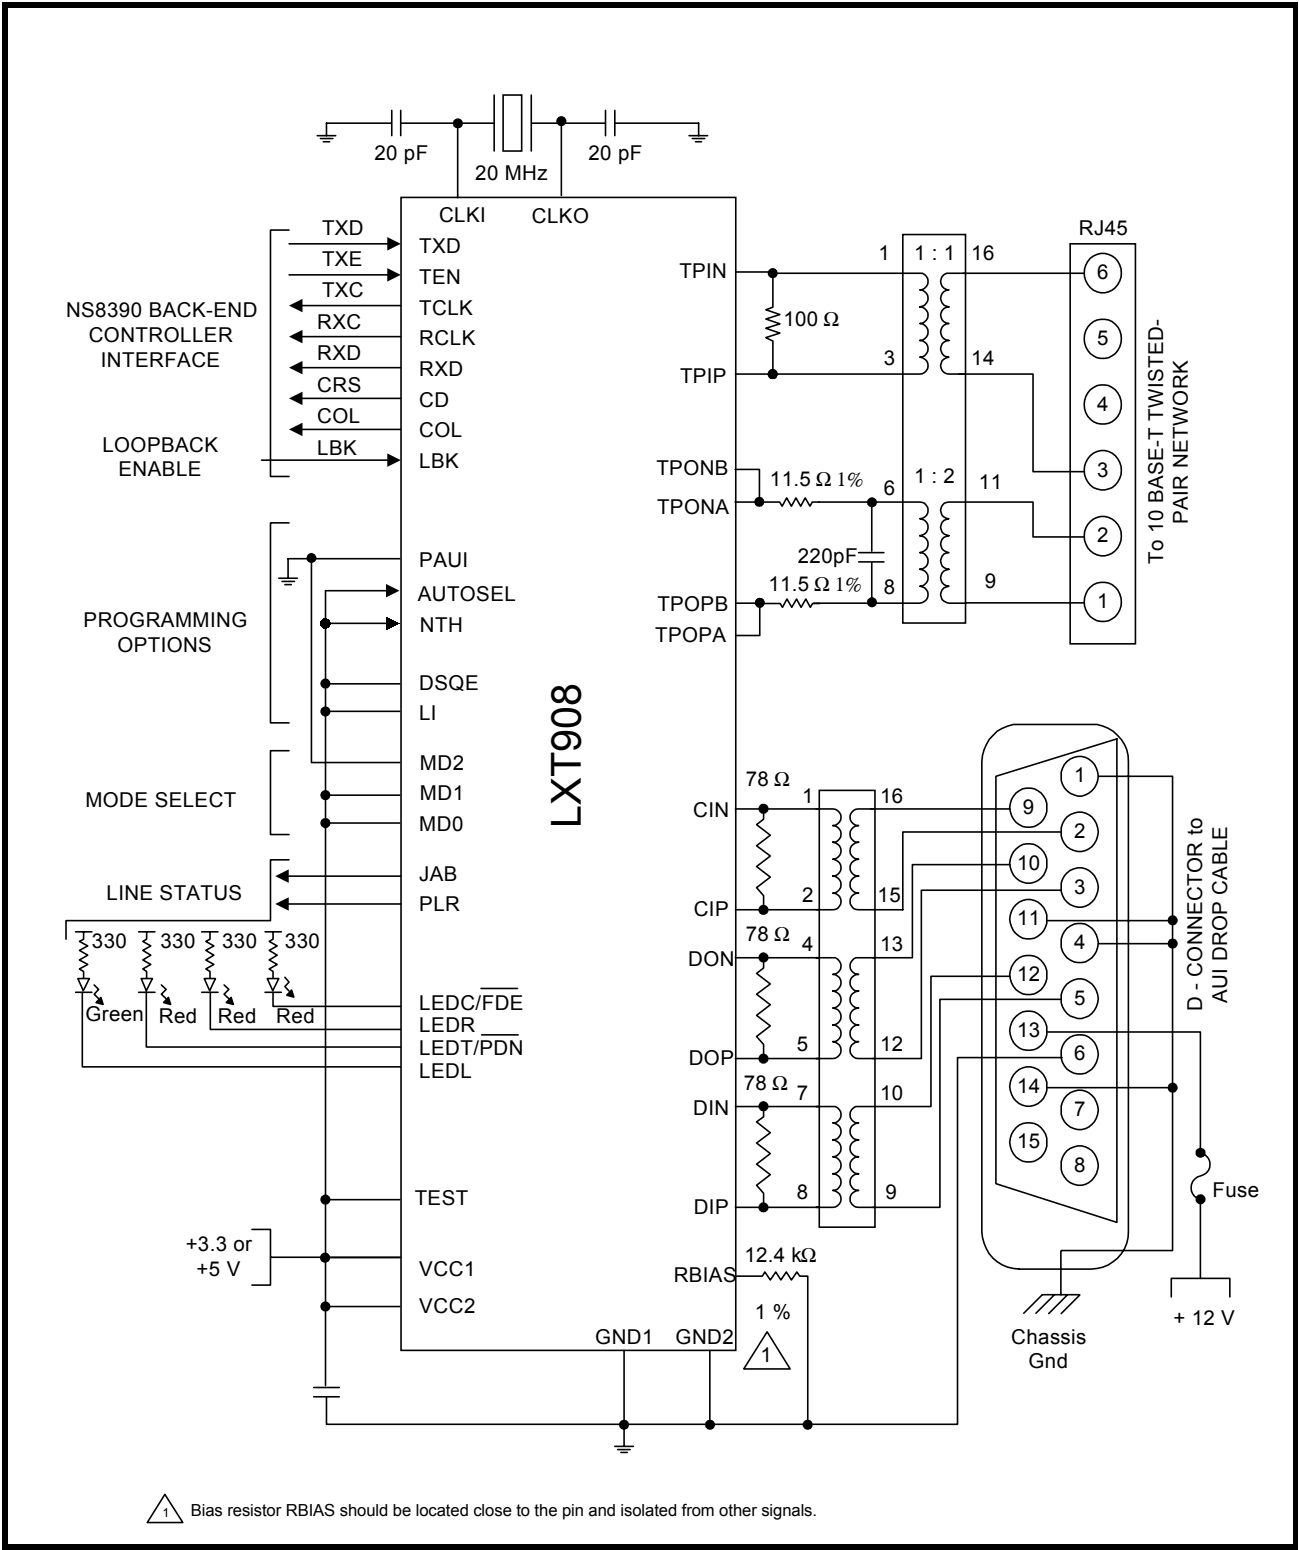 20 pF
20 MHz
20 pF
CLKI
CLKO
NS8390 BACK-END
CONTROLLER
INTERFACE
LOOPBACK
ENABLE
TXD
TXE
TXC
RXC
RXD
CRS
COL
LBK
TXD
TEN
TCLK
RCLK
RXD
CD
COL
LBK
PROGRAMMING
OPTIONS
PAUI
AUTOSEL
NTH
DSQE
LI
MODE SELECT
MD2
MD1
MD0
LINE STATUS
JAB
PLR
330
330
330
330
Green
Red
Red
Red
LEDC/FDE
LEDR
LEDT/PDN
LEDL
TEST
+3.3 or
+5 V
VCC1
VCC2
LXT908
TPIN
TPIP
100 Ω
1
1 : 1
16
3
14
TPONB
TPONA
11.5 Ω 1%
6
1 : 2
11
220pF
11.5 Ω 1%
8
9
TPOPB
TPOPA
RJ45
6
5
4
3
2
1
To 10 BASE-T TWISTED-
PAIR NETWORK
CIN
78 Ω
1
16
CIP
2
15
DON
78 Ω
4
13
DOP
5
12
DIN
78 Ω
7
10
DIP
8
9
1
9
2
10
3
11
4
12
5
13
6
14
7
15
8
D - CONNECTOR to
AUI DROP CABLE
Fuse
+ 12 V
Chassis
Gnd
RBIAS
12.4 kΩ
1 %
1
GND1
GND2
1 Bias resistor RBIAS should be located close to the pin and isolated from other signals.